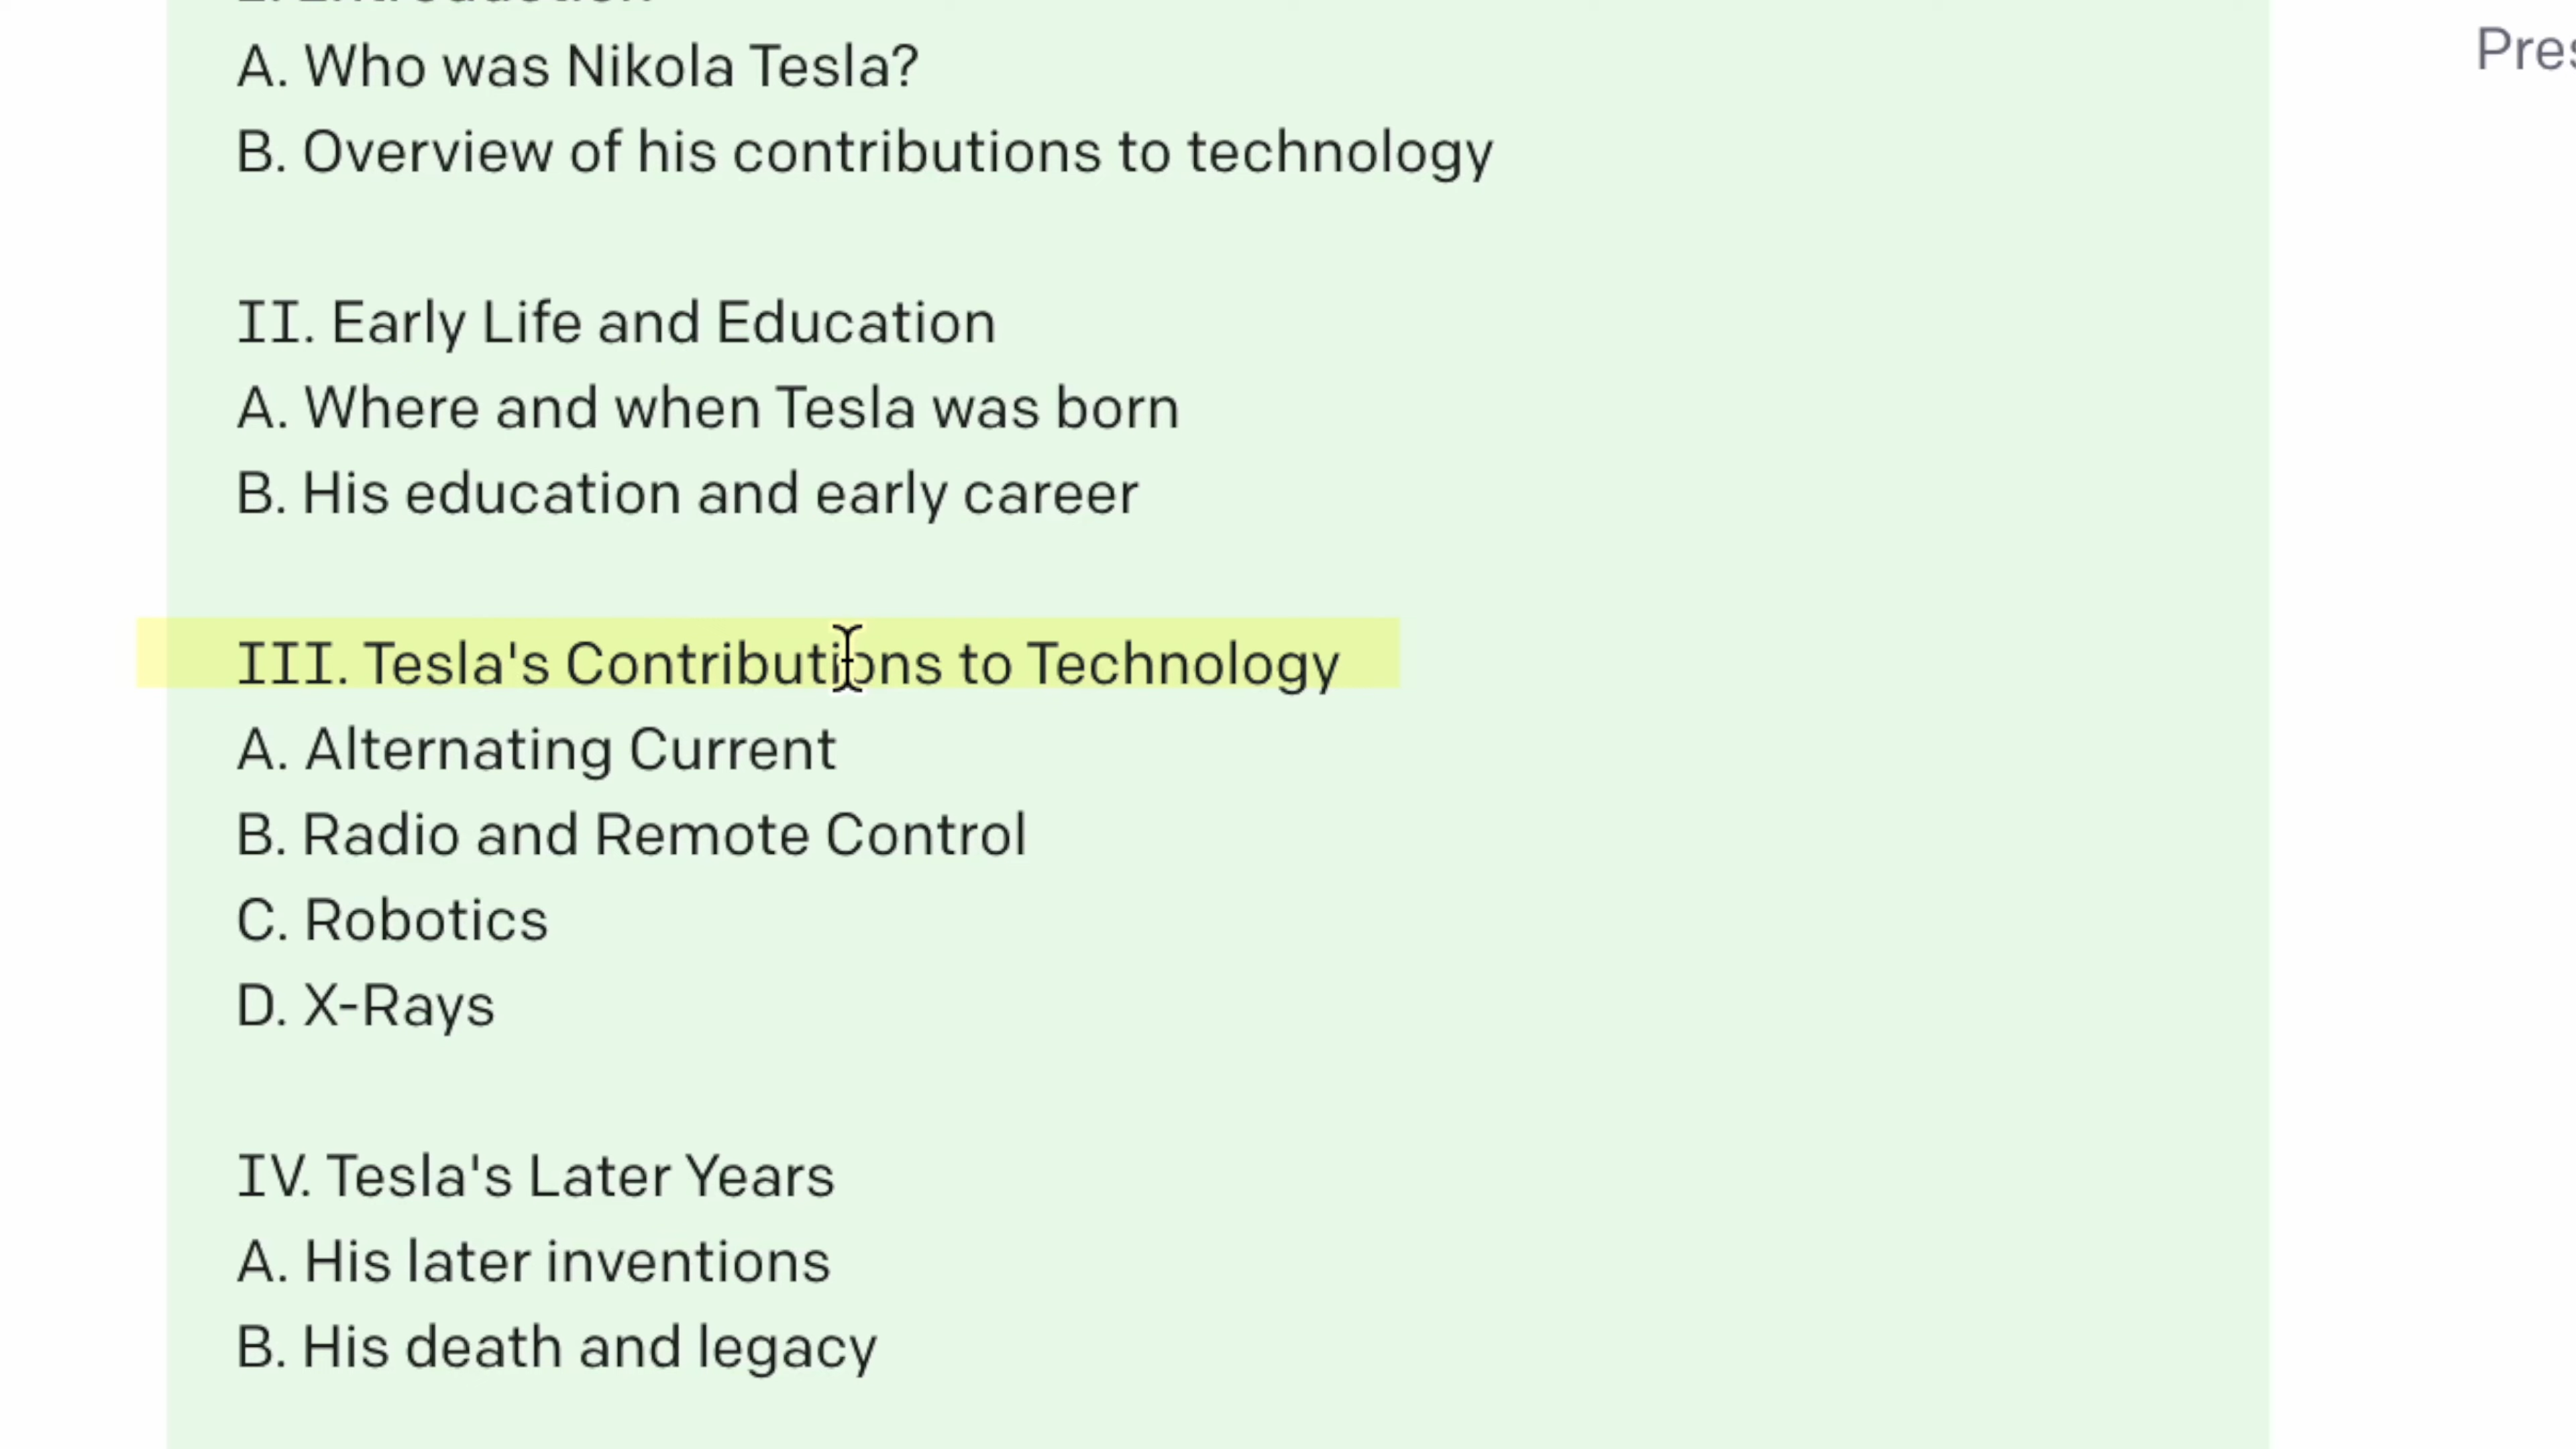 A. Who was Nikola Tesla?
Pres
B. Overview of his contributions to technology
II. Early Life and Education
A. Where and when Tesla was born
B. His education and early career
III. Tesla's Contributions to Technology
A. Alternating Current
B. Radio and Remote Control
C. Robotics
D. X-Rays
IV. Tesla's Later Years
A. His later inventions
B. His death and legacy